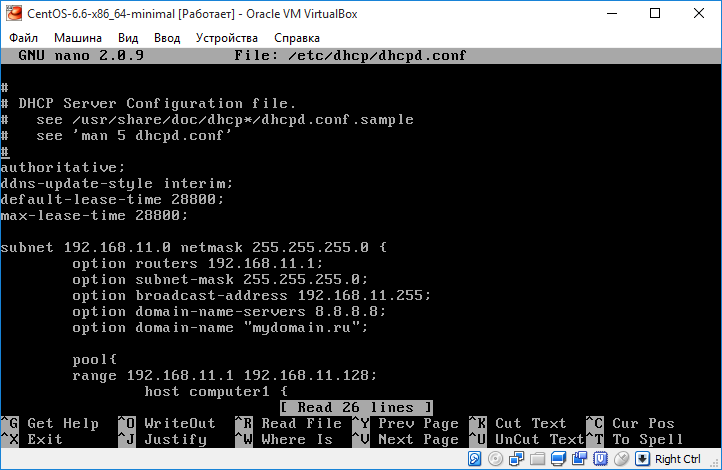 CentOS-6.6-x86_64-minimal [Работает] - Oracle VM VirtualBox
Файл Машина Вид Ввод Устройства Справка
GNU nano 2.0.9 File: /etc/dhcp/dhcpd.conf
#
# DHCP Server Configuration file.
#   see /usr/share/doc/dhcp*/dhcpd.conf.sample
#   see 'man 5 dhcpd.conf'
#
authoritative;
ddns-update-style interim;
default-lease-time 28800;
max-lease-time 28800;
subnet 192.168.11.0 netmask 255.255.255.0 {
        option routers 192.168.11.1;
        option subnet-mask 255.255.255.0;
        option broadcast-address 192.168.11.255;
        option domain-name-servers 8.8.8.8;
        option domain-name "mydomain.ru";
        pool{
        range 192.168.11.1 192.168.11.128;
                host computer1 {
[ Read 26 lines ]
^G Get Help ^O WriteOut ^R Read File ^Y Prev Page ^K Cut Text ^C Cur Pos
^X Exit ^J Justify ^W Where Is ^V Next Page ^U UnCut Text ^T To Spell
Right Ctrl